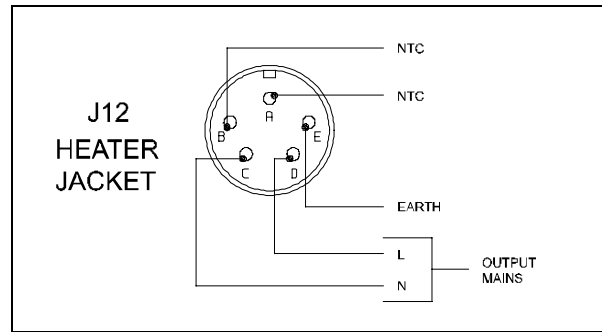 J12
HEATER
JACKET
A
B
E
C
D
NTC
NTC
EARTH
L
N
OUTPUT
MAINS